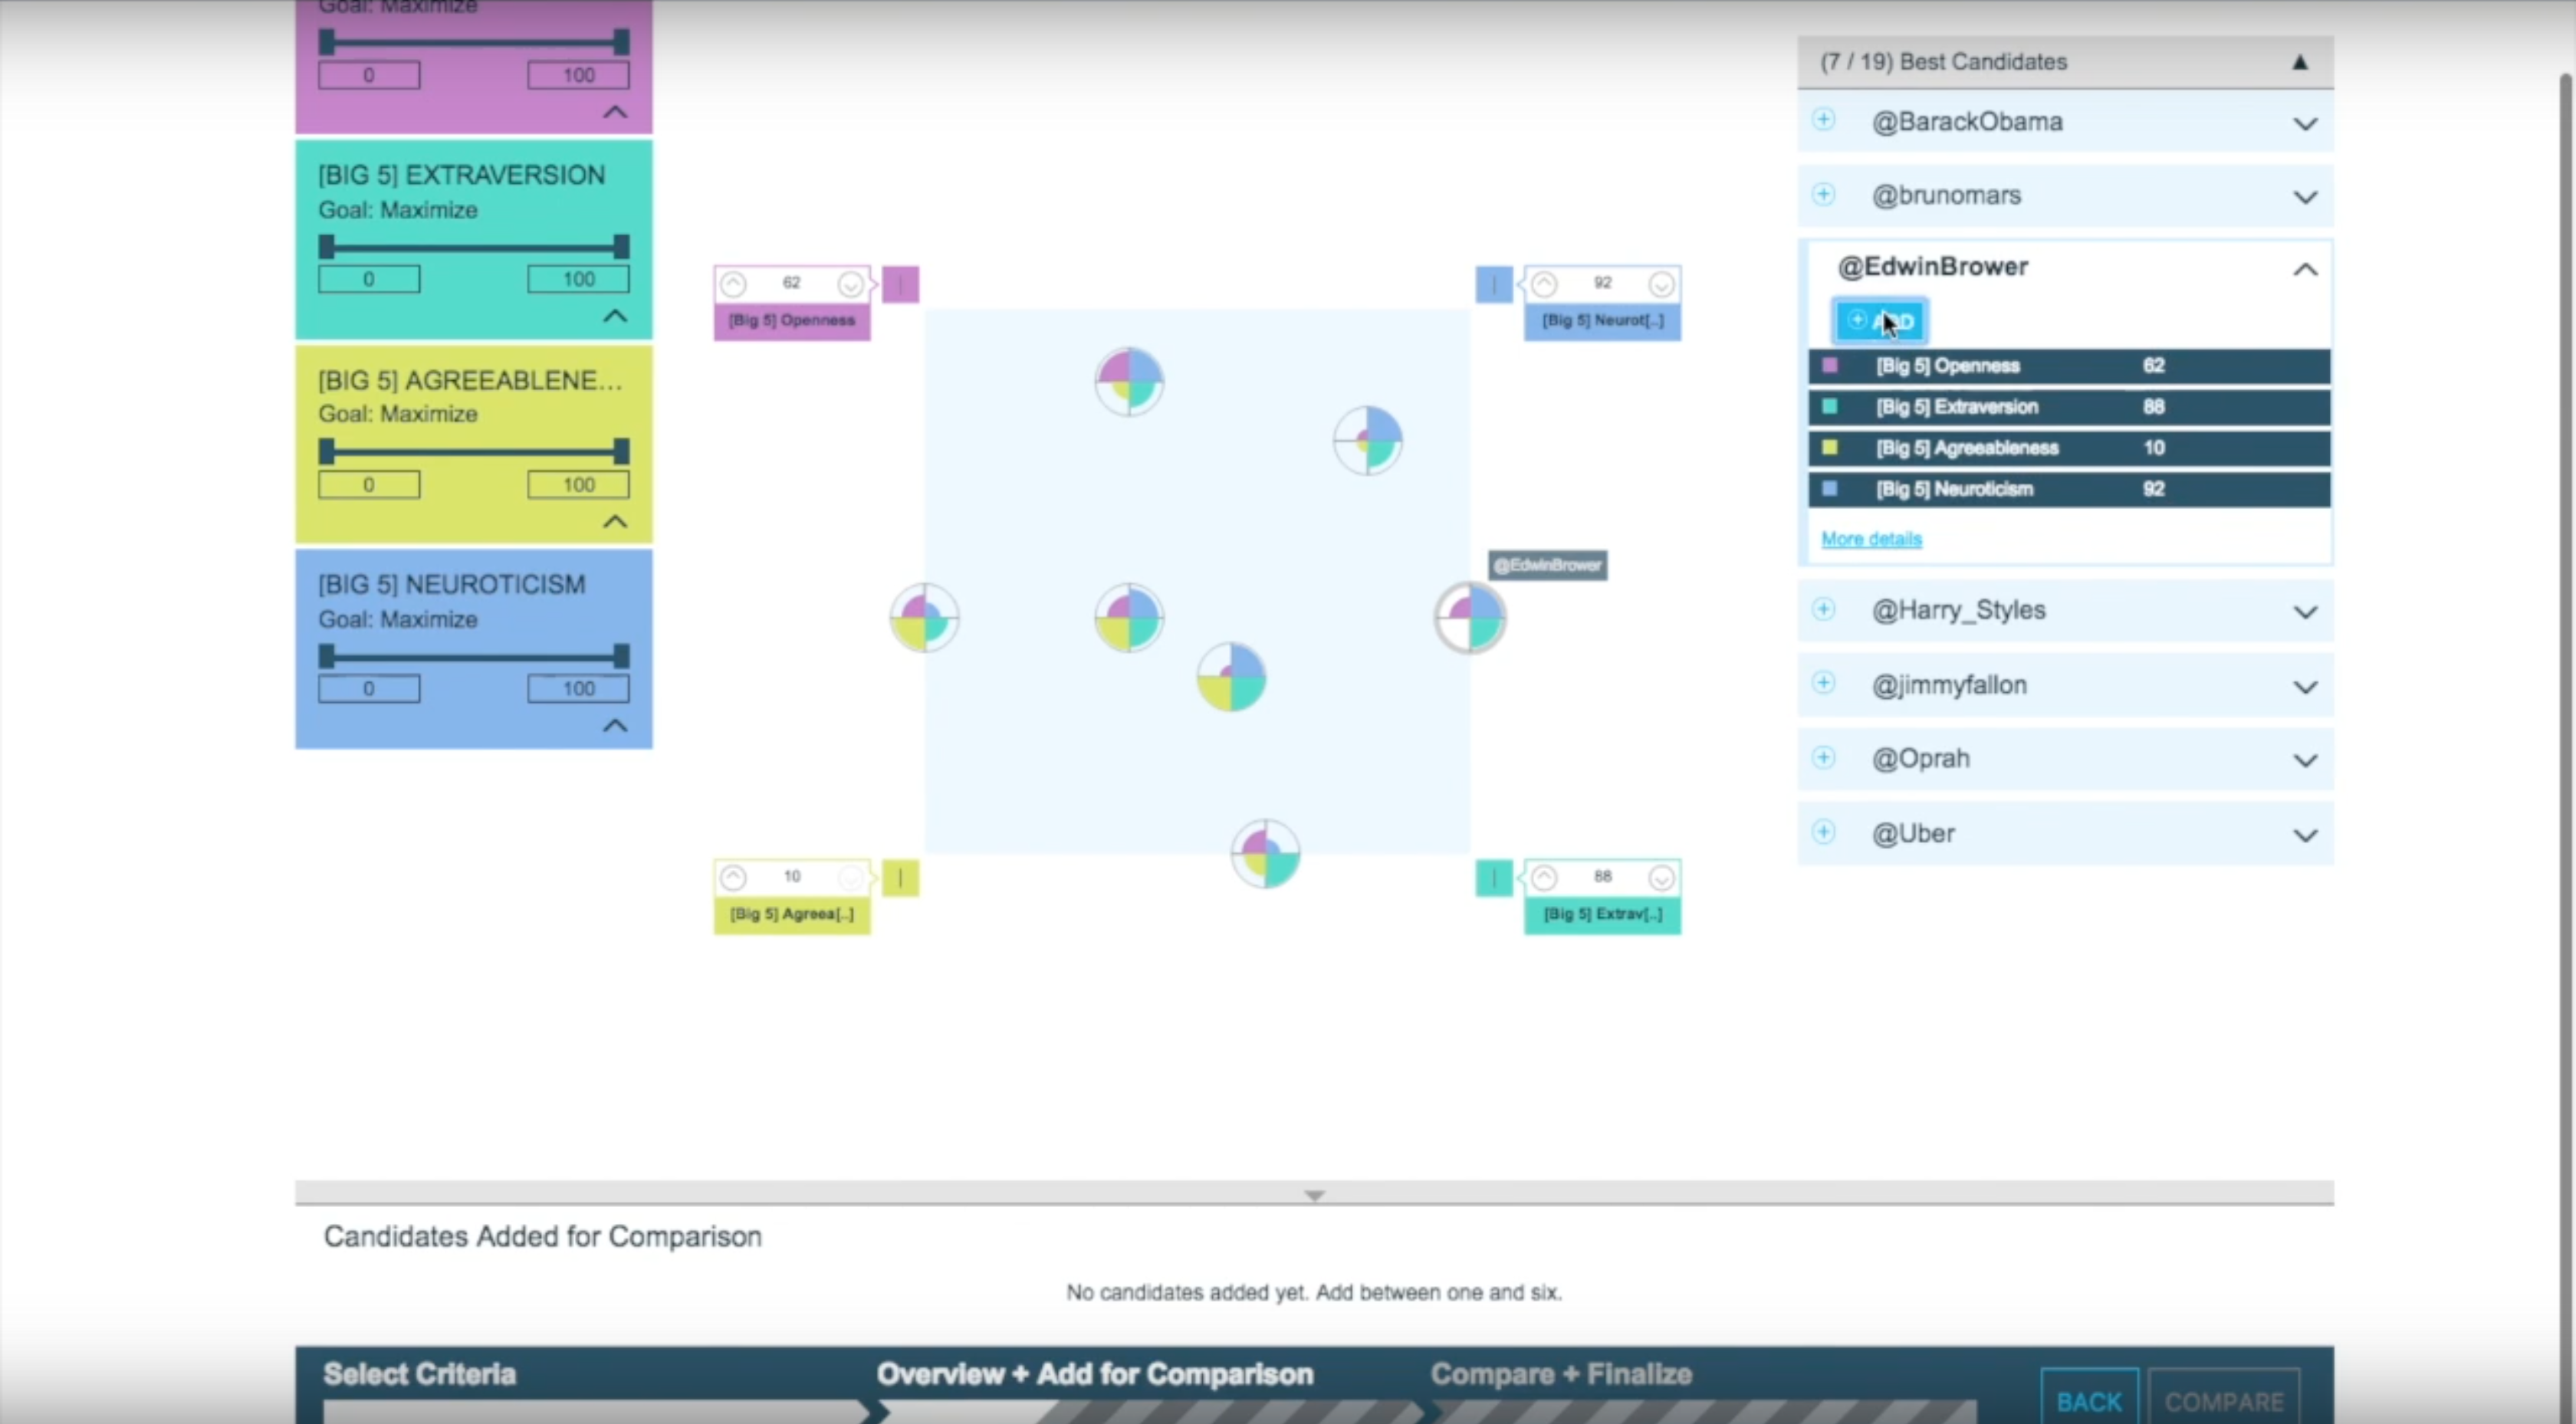 Goal: Maximize
0 100
[BIG 5] EXTRAVERSION
Goal: Maximize
0 100
[BIG 5] AGREEABLENE...
Goal: Maximize
0 100
[BIG 5] NEUROTICISM
Goal: Maximize
0 100
62
[Big 5] Openness
92
[Big 5] Neurot[..]
@EdwinBrower
10
[Big 5] Agreea[..]
88
[Big 5] Extrav[..]
(7 / 19) Best Candidates
@BarackObama
@brunomars
@EdwinBrower
ADD
[Big 5] Openness 62
[Big 5] Extraversion 88
[Big 5] Agreeableness 10
[Big 5] Neuroticism 92
More details
@Harry_Styles
@jimmyfallon
@Oprah
@Uber
Candidates Added for Comparison
No candidates added yet. Add between one and six.
Select Criteria
Overview + Add for Comparison
Compare + Finalize
BACK
COMPARE